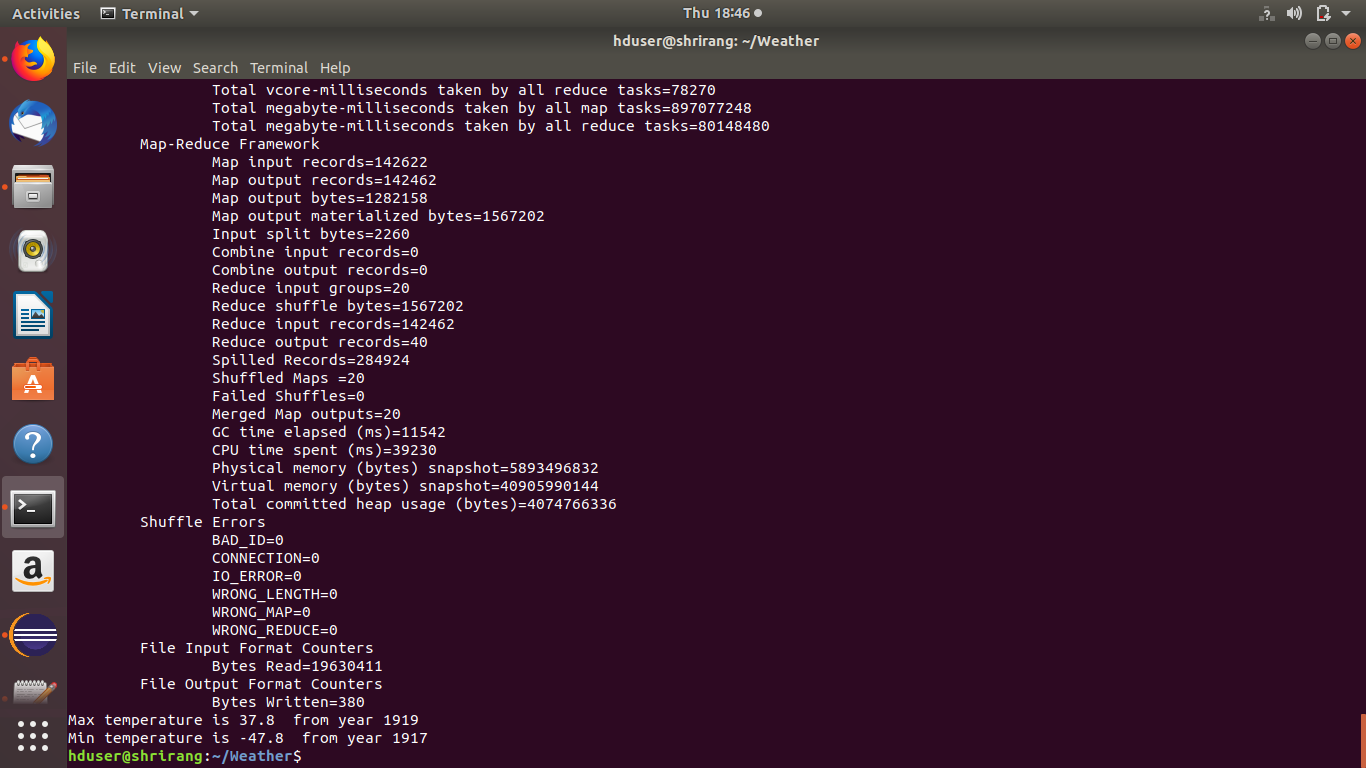 Activities Terminal Thu 18:46
hduser@shrirang: ~/Weather
File Edit View Search Terminal Help
Total vcore-milliseconds taken by all reduce tasks=78270
Total megabyte-milliseconds taken by all map tasks=897077248
Total megabyte-milliseconds taken by all reduce tasks=80148480
Map-Reduce Framework
Map input records=142622
Map output records=142462
Map output bytes=1282158
Map output materialized bytes=1567202
Input split bytes=2260
Combine input records=0
Combine output records=0
Reduce input groups=20
Reduce shuffle bytes=1567202
Reduce input records=142462
Reduce output records=40
Spilled Records=284924
Shuffled Maps =20
Failed Shuffles=0
Merged Map outputs=20
GC time elapsed (ms)=11542
CPU time spent (ms)=39230
Physical memory (bytes) snapshot=5893496832
Virtual memory (bytes) snapshot=40905990144
Total committed heap usage (bytes)=4074766336
Shuffle Errors
BAD_ID=0
CONNECTION=0
IO_ERROR=0
WRONG_LENGTH=0
WRONG_MAP=0
WRONG_REDUCE=0
File Input Format Counters
Bytes Read=19630411
File Output Format Counters
Bytes Written=380
Max temperature is 37.8  from year 1919
Min temperature is -47.8  from year 1917
hduser@shrirang:~/Weather$